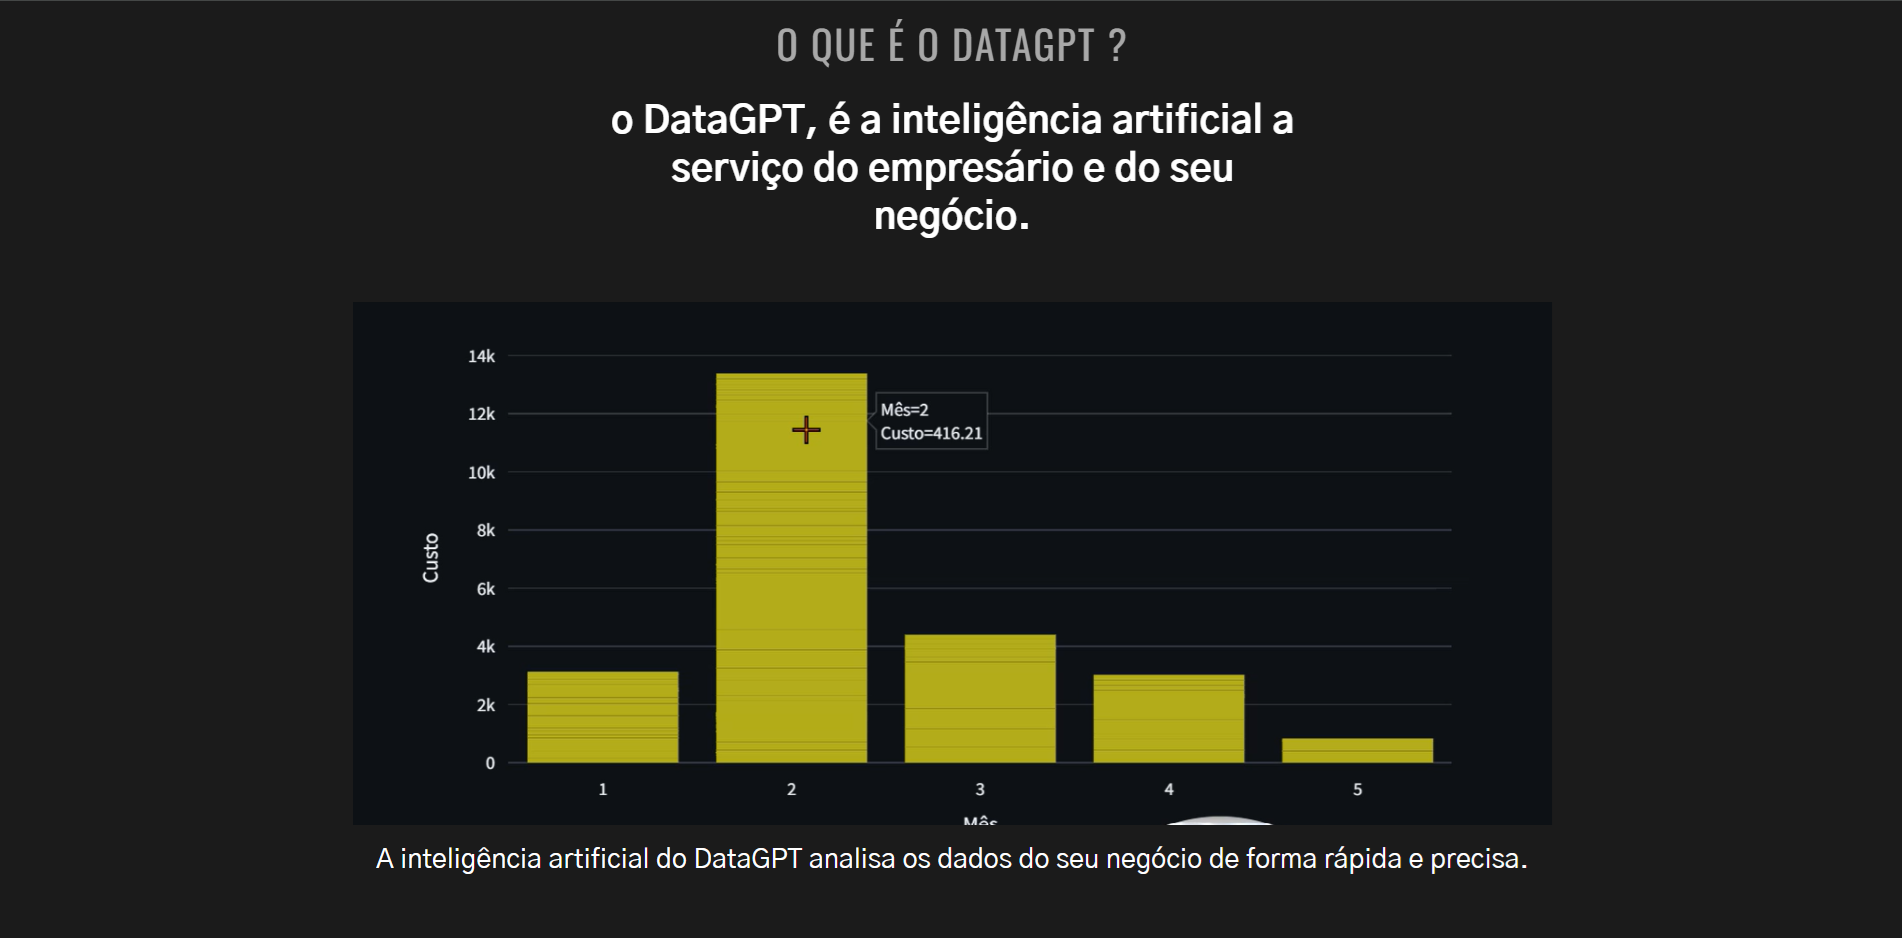 O QUE É O DATAGPT ?
o DataGPT, é a inteligência artificial a
serviço do empresário e do seu
negócio.
14k
12k
10k
8k
6k
4k
2k
0
Custo
Mês=2
Custo=416.21
1
2
3
4
5
Mês
A inteligência artificial do DataGPT analisa os dados do seu negócio de forma rápida e precisa.